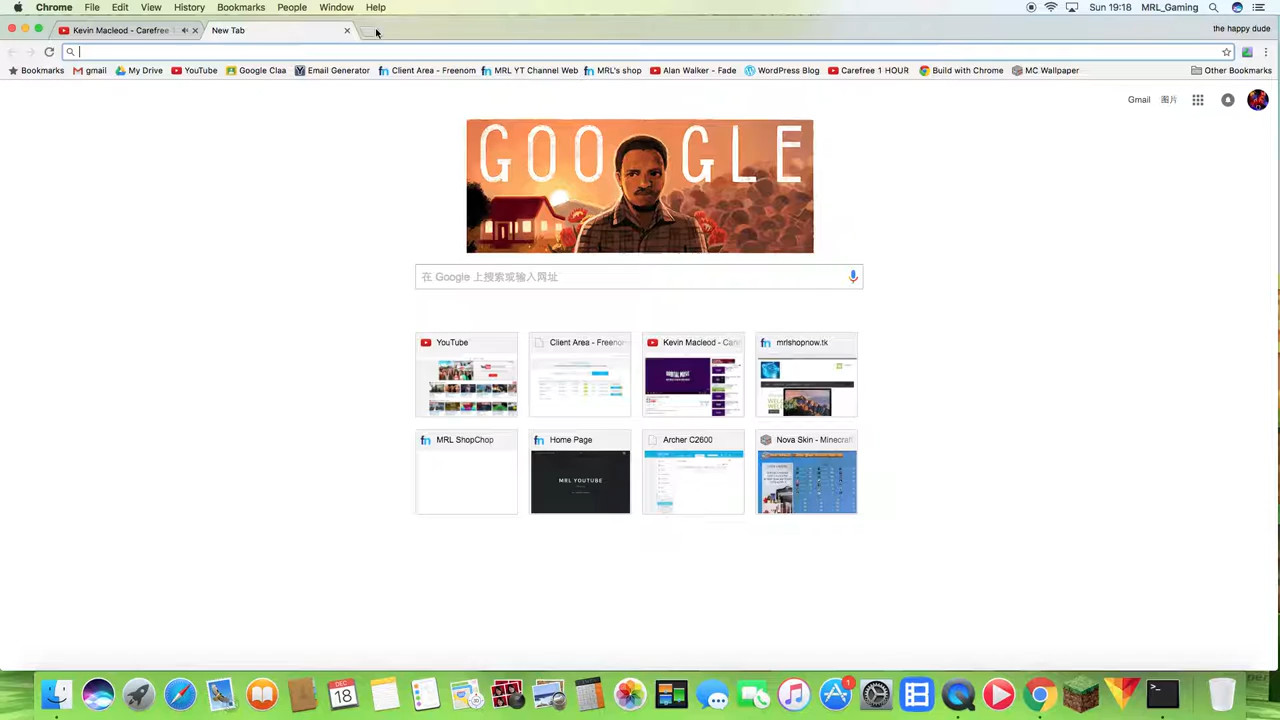 Chrome File Edit View History Bookmarks People Window Help Sun 19:18 MRL_Gaming
Kevin Macleod - Carefree New Tab the happy dude
Bookmarks gmail My Drive YouTube Google Claa Email Generator Client Area - Freenom MRL YT Channel Web MRL's shop Alan Walker - Fade WordPress Blog Carefree 1 HOUR Build with Chrome MC Wallpaper Other Bookmarks
Gmail 图片
GOOGLE
在 Google 上搜索或输入网址
YouTube Client Area - Freenom Kevin Macleod - Care mrlshopnow.tk
MRL ShopChop Home Page Archer C2600 Nova Skin - Minecraft
MRL YOUTUBE
DEC
18
1